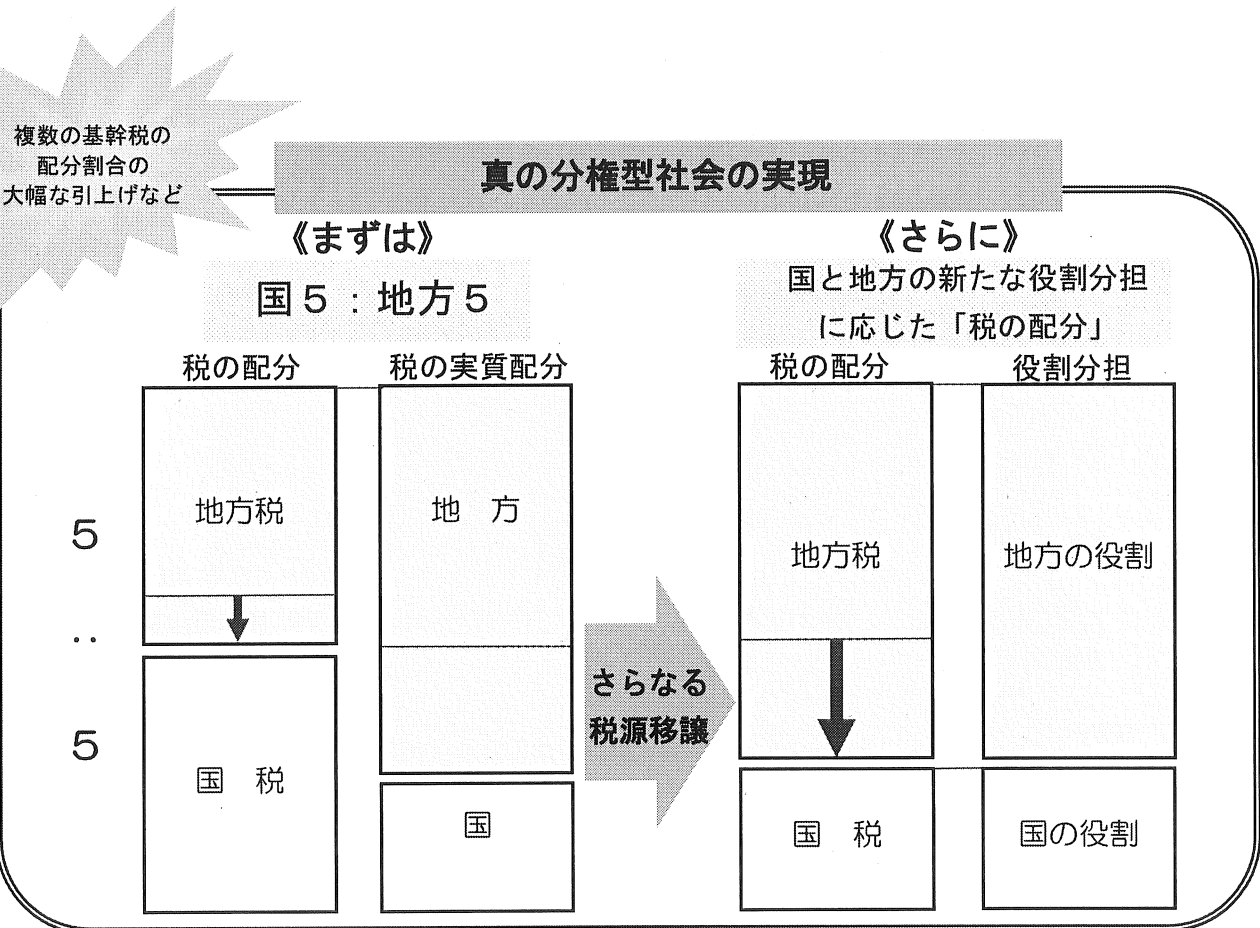 複数の基幹税の
配分割合の
大幅な引上げなど
真の分権型社会の実現
《まずは》
国5：地方5
税の配分
税の実質配分
5
：
5
地方税
国　税
地　方
国
さらなる
税源移譲
《さらに》
国と地方の新たな役割分担
に応じた「税の配分」
税の配分
役割分担
地方税
国　税
地方の役割
国の役割